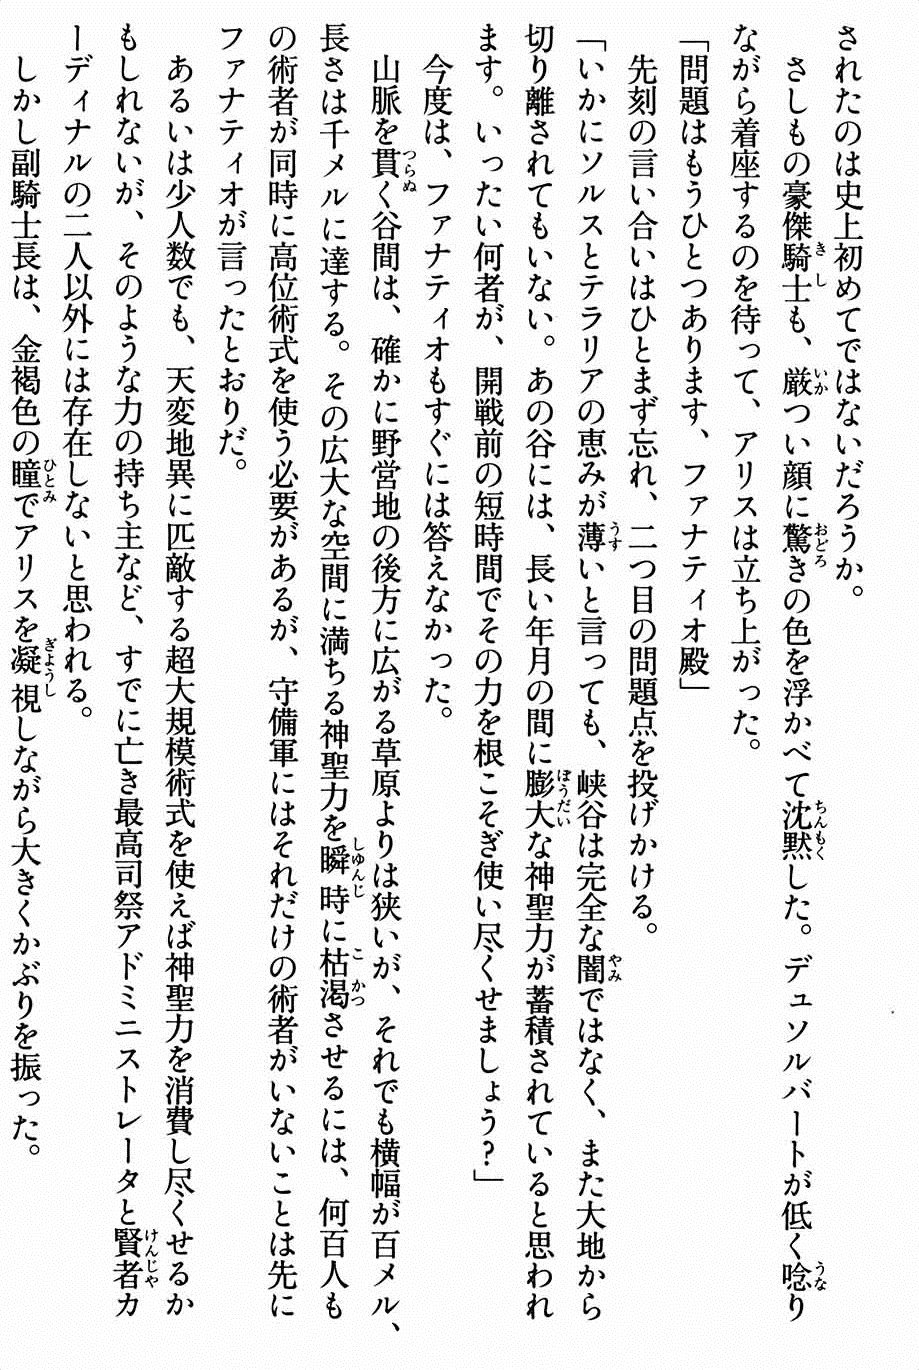 されたのは史上初めてではないだろうか。
さしもの豪傑騎士も、厳つい顔に驚きの色を浮かべて沈黙した。デュソルバートが低く唸り
ながら着座するのを待って、アリスは立ち上がった。
「問題はもうひとつあります、ファナティオ殿」
先刻の言い合いはひとまず忘れ、二つ目の問題点を投げかける。
「いかにソルスとテラリアの恵みが薄いと言っても、峡谷は完全な闇ではなく、また大地から
切り離されてもいない。あの谷には、長い年月の間に膨大な神聖力が蓄積されていると思われ
ます。いったい何者が、開戦前の短時間でその力を根こそぎ使い尽くせましょう?」
今度は、ファナティオもすぐには答えなかった。
山脈を貫く谷間は、確かに野営地の後方に広がる草原よりは狭いが、それでも横幅が百メル、
長さは千メルに達する。その広大な空間に満ちる神聖力を瞬時に枯渇させるには、何百人も
の術者が同時に高位術式を使う必要があるが、守備軍にはそれだけの術者がいないことは先に
ファナティオが言ったとおりだ。
あるいは少人数でも、天変地異に匹敵する超大規模術式を使えば神聖力を消費し尽くせるか
もしれないが、そのような力の持ち主など、すでに亡き最高司祭アドミニストレータと賢者カ
ーディナルの二人以外には存在しないと思われる。
しかし副騎士長は、金褐色の瞳でアリスを凝視しながら大きくかぶりを振った。